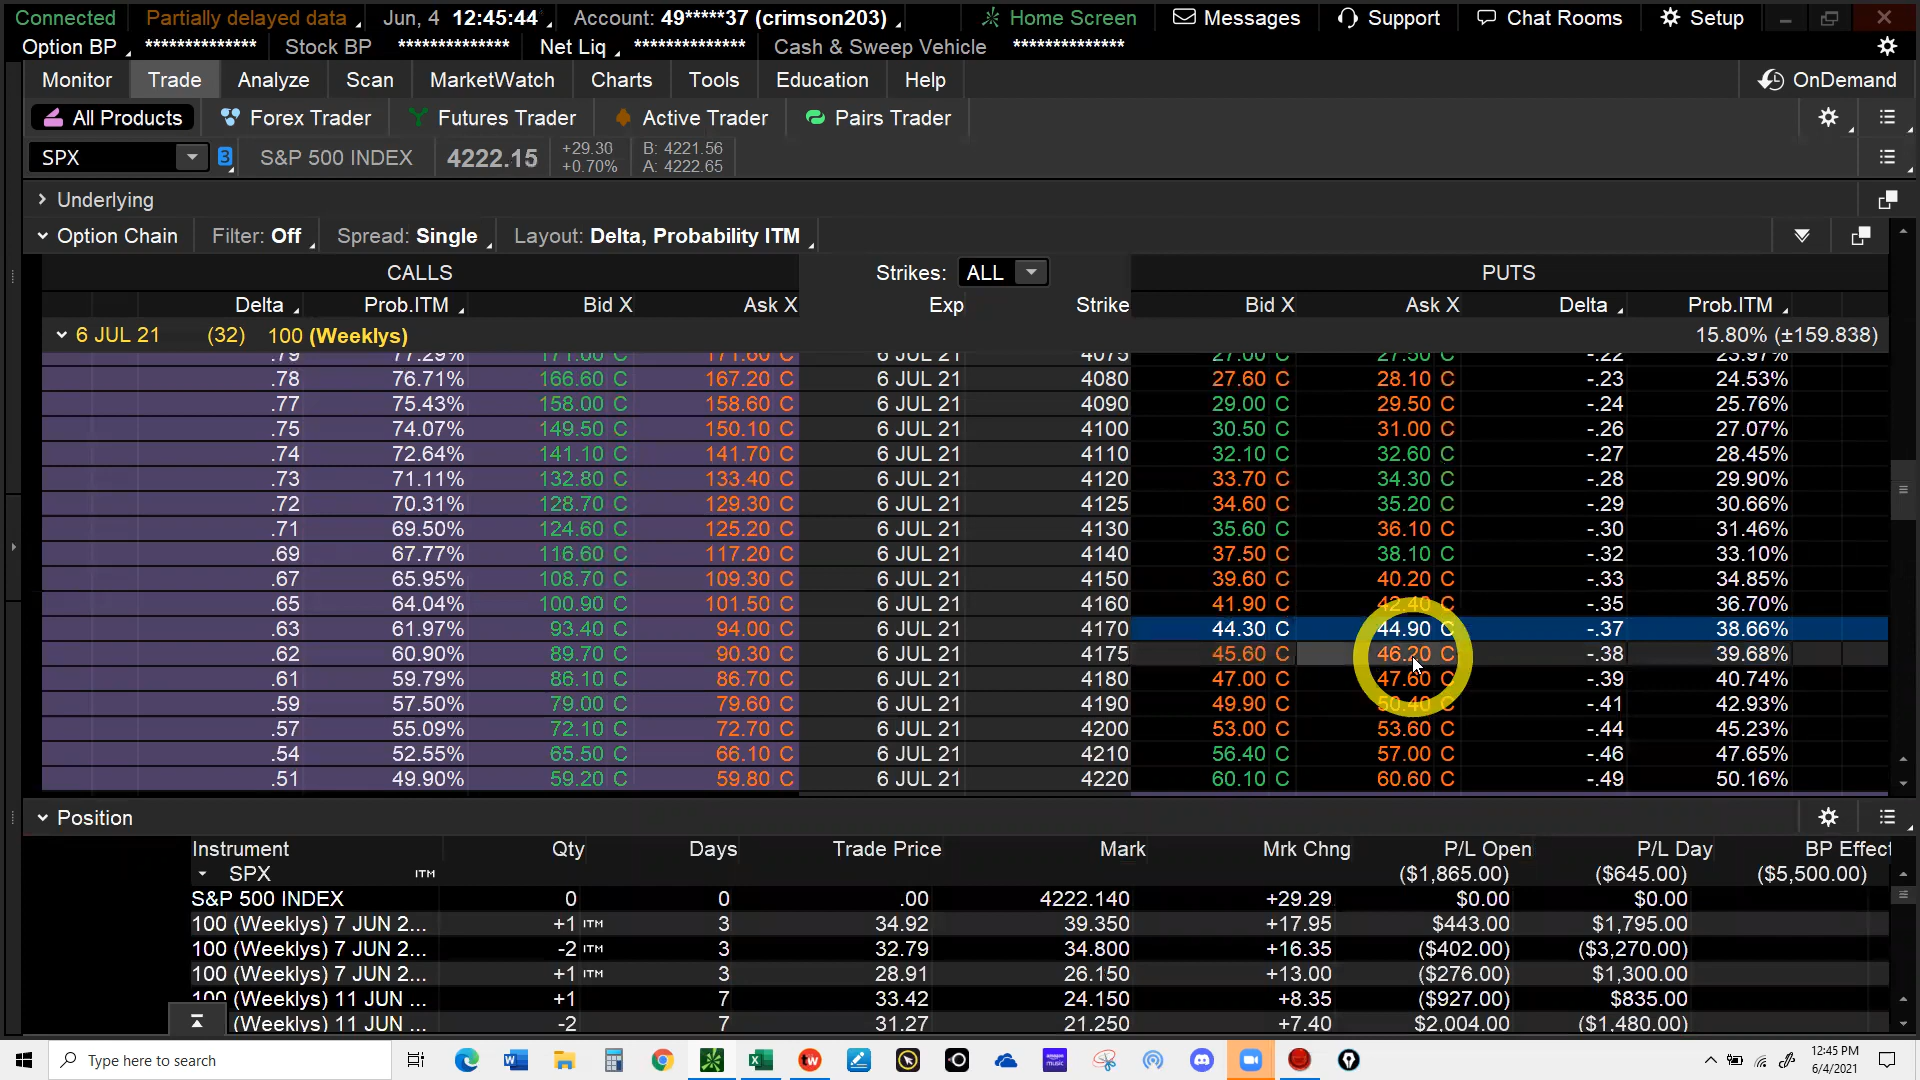 Connected Partially delayed data Jun, 4 12:45:44 Account: 49*****37 (crimson203) Home Screen Messages Support Chat Rooms Setup
Option BP ************** Stock BP ************** Net Liq ************** Cash & Sweep Vehicle **************
Monitor Trade Analyze Scan MarketWatch Charts Tools Education Help OnDemand
All Products Forex Trader Futures Trader Active Trader Pairs Trader
SPX 3 S&P 500 INDEX 4222.15 +29.30 B: 4221.56
+0.70% A: 4222.65
Underlying
Option Chain Filter: Off Spread: Single Layout: Delta, Probability ITM
CALLS Strikes: ALL PUTS
Delta Prob.ITM Bid X Ask X Exp Strike Bid X Ask X Delta Prob.ITM
6 JUL 21 (32) 100 (Weeklys) 15.80% (±159.838)
.79 77.29% 171.00 C 171.60 C 6 JUL 21 4075 27.00 C 27.50 C -.22 23.97%
.78 76.71% 166.60 C 167.20 C 6 JUL 21 4080 27.60 C 28.10 C -.23 24.53%
.77 75.43% 158.00 C 158.60 C 6 JUL 21 4090 29.00 C 29.50 C -.24 25.76%
.75 74.07% 149.50 C 150.10 C 6 JUL 21 4100 30.50 C 31.00 C -.26 27.07%
.74 72.64% 141.10 C 141.70 C 6 JUL 21 4110 32.10 C 32.60 C -.27 28.45%
.73 71.11% 132.80 C 133.40 C 6 JUL 21 4120 33.70 C 34.30 C -.28 29.90%
.72 70.31% 128.70 C 129.30 C 6 JUL 21 4125 34.60 C 35.20 C -.29 30.66%
.71 69.50% 124.60 C 125.20 C 6 JUL 21 4130 35.60 C 36.10 C -.30 31.46%
.69 67.77% 116.60 C 117.20 C 6 JUL 21 4140 37.50 C 38.10 C -.32 33.10%
.67 65.95% 108.70 C 109.30 C 6 JUL 21 4150 39.60 C 40.20 C -.33 34.85%
.65 64.04% 100.90 C 101.50 C 6 JUL 21 4160 41.90 C 42.40 C -.35 36.70%
.63 61.97% 93.40 C 94.00 C 6 JUL 21 4170 44.30 C 44.90 C -.37 38.66%
.62 60.90% 89.70 C 90.30 C 6 JUL 21 4175 45.60 C 46.20 C -.38 39.68%
.61 59.79% 86.10 C 86.70 C 6 JUL 21 4180 47.00 C 47.60 C -.39 40.74%
.59 57.50% 79.00 C 79.60 C 6 JUL 21 4190 49.90 C 50.40 C -.41 42.93%
.57 55.09% 72.10 C 72.70 C 6 JUL 21 4200 53.00 C 53.60 C -.44 45.23%
.54 52.55% 65.50 C 66.10 C 6 JUL 21 4210 56.40 C 57.00 C -.46 47.65%
.51 49.90% 59.20 C 59.80 C 6 JUL 21 4220 60.10 C 60.60 C -.49 50.16%
Position
Instrument Qty Days Trade Price Mark Mrk Chng P/L Open P/L Day BP Effect
SPX ITM ($1,865.00) ($645.00) ($5,500.00)
S&P 500 INDEX 0 0 .00 4222.140 +29.29 $0.00 $0.00
100 (Weeklys) 7 JUN 2... +1 ITM 3 34.92 39.350 +17.95 $443.00 $1,795.00
100 (Weeklys) 7 JUN 2... -2 ITM 3 32.79 34.800 +16.35 ($402.00) ($3,270.00)
100 (Weeklys) 7 JUN 2... +1 ITM 3 28.91 26.150 +13.00 ($276.00) $1,300.00
100 (Weeklys) 11 JUN ... +1 7 33.42 24.150 +8.35 ($927.00) $835.00
(Weeklys) 11 JUN ... -2 7 31.27 21.250 +7.40 $2,004.00 ($1,480.00)
Type here to search 12:45 PM
6/4/2021